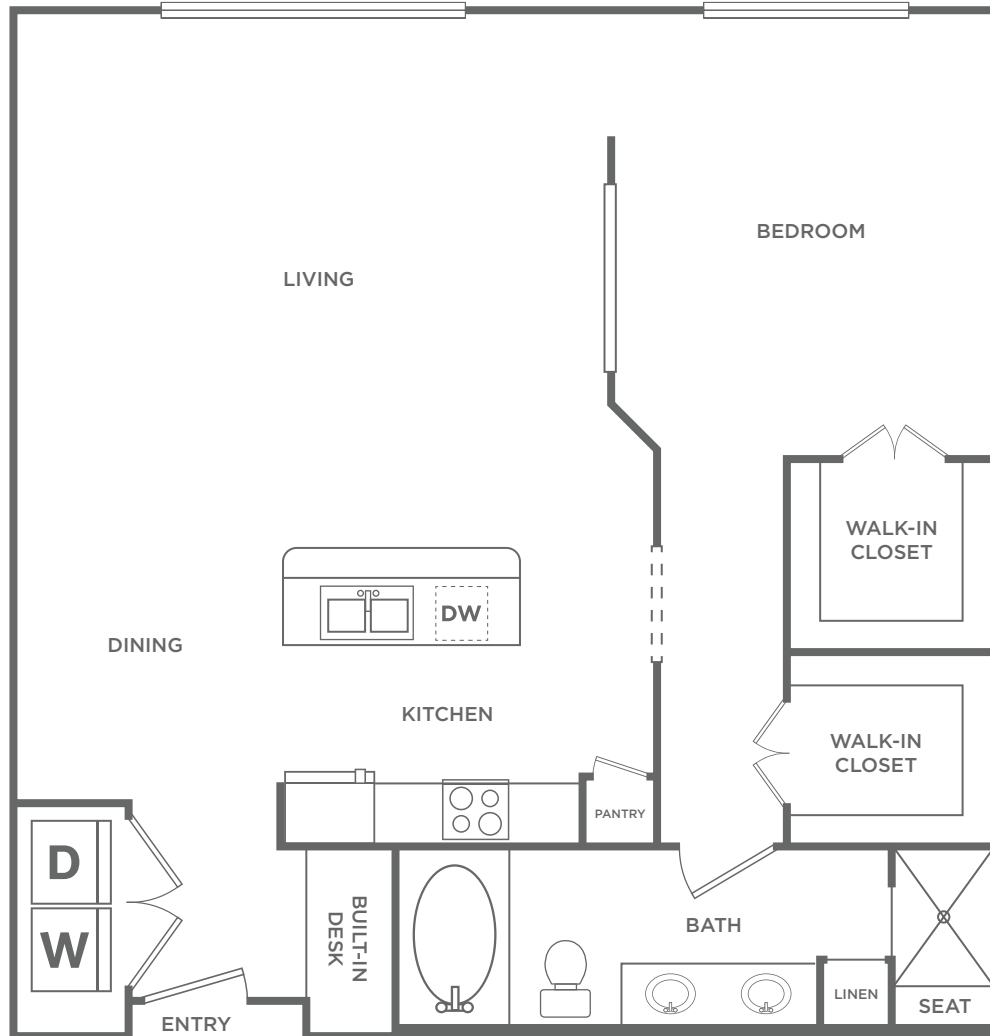 BEDROOM
LIVING
WALK-IN
CLOSET
DW
DINING
KITCHEN
WALK-IN
CLOSET
PANTRY
D
W
BUILT-IN
DESK
BATH
LINEN
SEAT
ENTRY